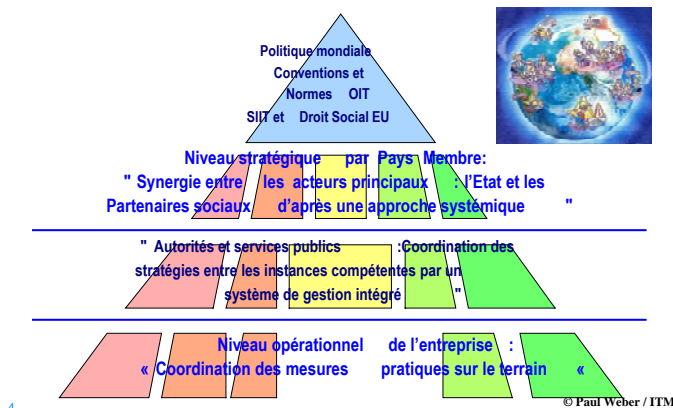 Politique mondiale
Conventions et
Normes OIT
SIIT et Droit Social EU
Niveau stratégique par Pays Membre:
" Synergie entre les acteurs principaux : l'Etat et les
Partenaires sociaux d'après une approche systémique "
" Autorités et services publics :Coordination des
stratégies entre les instances compétentes par un
système de gestion intégré "
Niveau opérationnel de l'entreprise :
« Coordination des mesures pratiques sur le terrain «
4
© Paul Weber / ITM